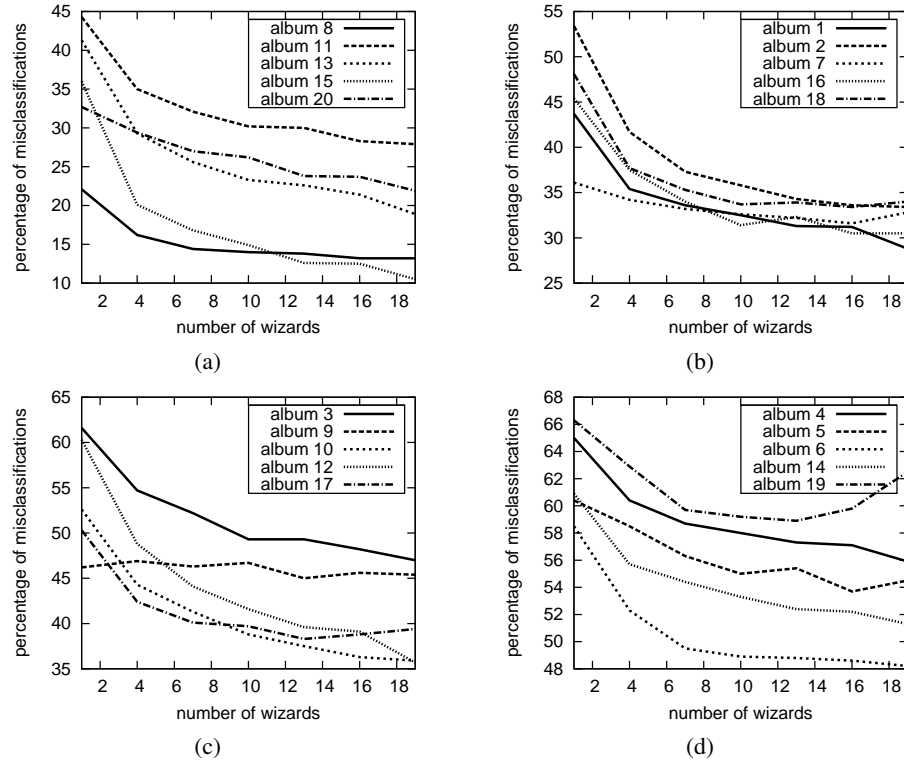 percentage of misclassifications
45
40
35
30
25
20
15
10
2 4 6 8 10 12 14 16 18
number of wizards
album 8
album 11
album 13
album 15
album 20
(a)
percentage of misclassifications
55
50
45
40
35
30
25
2 4 6 8 10 12 14 16 18
number of wizards
album 1
album 2
album 7
album 16
album 18
(b)
percentage of misclassifications
65
60
55
50
45
40
35
2 4 6 8 10 12 14 16 18
number of wizards
album 3
album 9
album 10
album 12
album 17
(c)
percentage of misclassifications
68
66
64
62
60
58
56
54
52
50
48
2 4 6 8 10 12 14 16 18
number of wizards
album 4
album 5
album 6
album 14
album 19
(d)